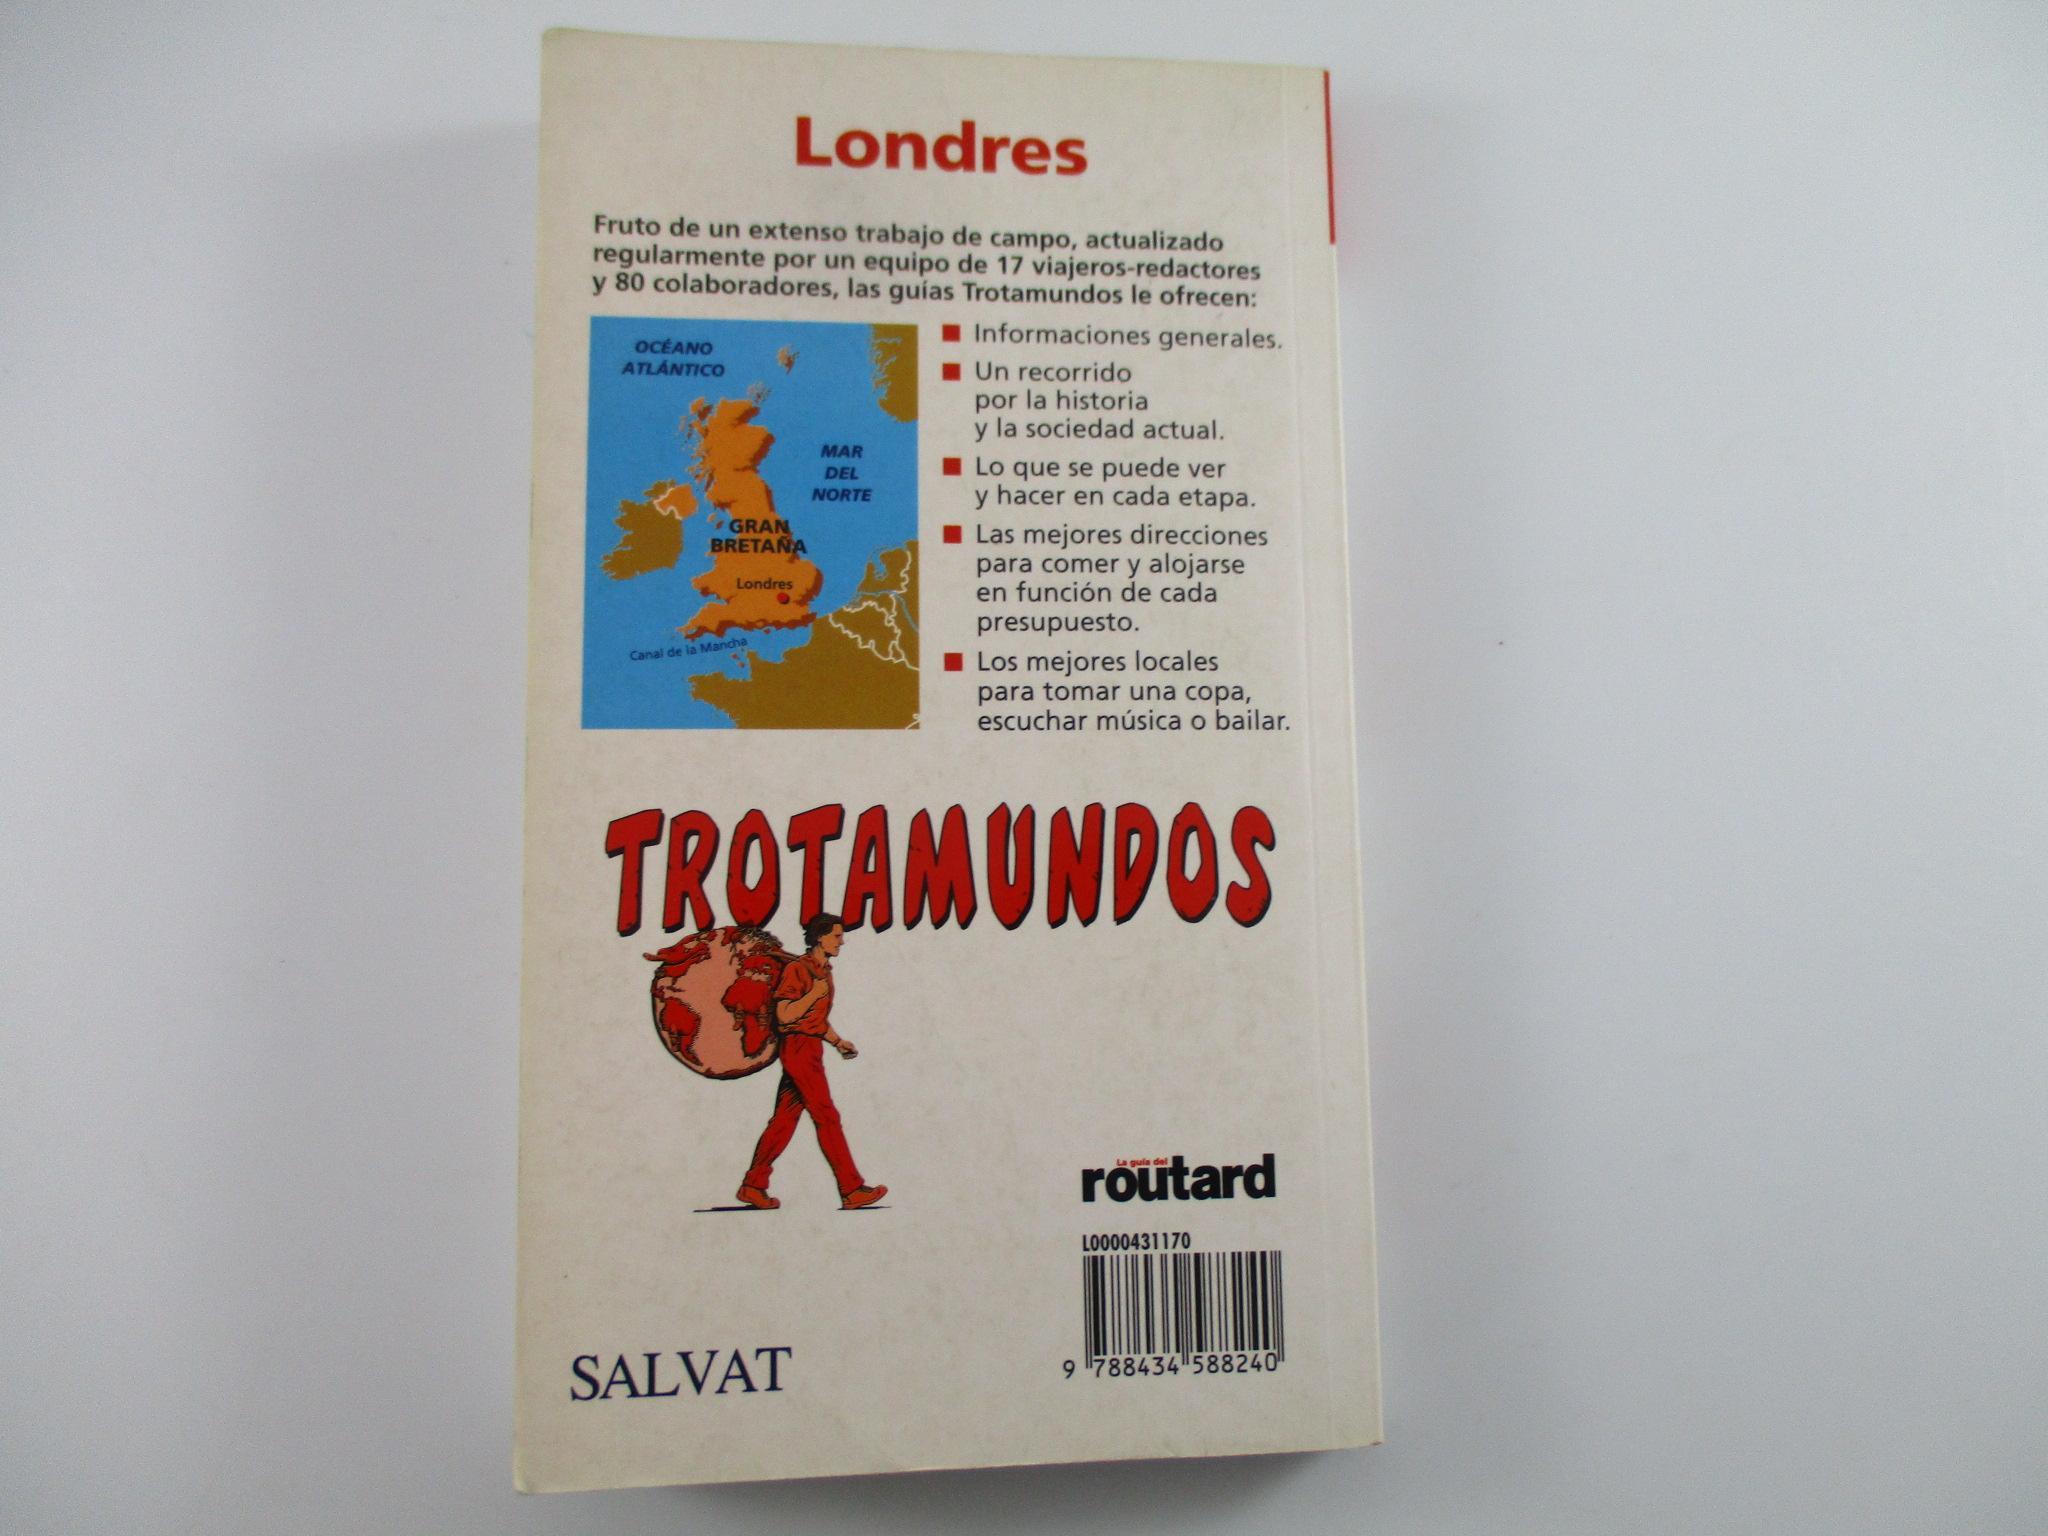 Londres
Fruto de un extenso trabajo de campo, actualizado
regularmente por un equipo de 17 viajeros-redactores
y 80 colaboradores, las guías Trotamundos le ofrecen:
OCÉANO
ATLÁNTICO
MAR
DEL
NORTE
GRAN
BRETAÑA
Londres
Canal de la Mancha
Informaciones generales.
Un recorrido
por la historia
y la sociedad actual.
Lo que se puede ver
y hacer en cada etapa.
Las mejores direcciones
para comer y alojarse
en función de cada
presupuesto.
Los mejores locales
para tomar una copa,
escuchar música o bailar.
TROTAMUNDOS
La guía del
routard
L0000431170
9 788434 588240
SALVAT